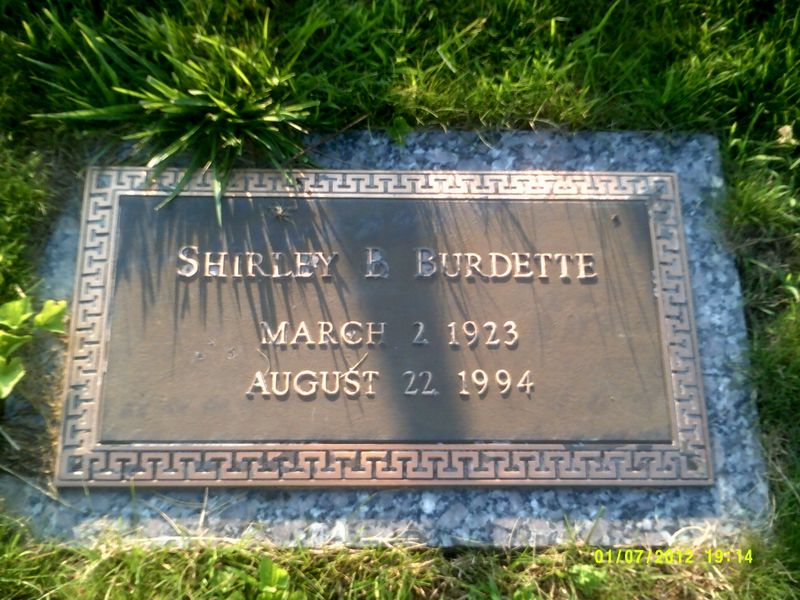 SHIRLEY B BURDETTE
MARCH 2 1923
AUGUST 22 1994
01/07/2012 19:14